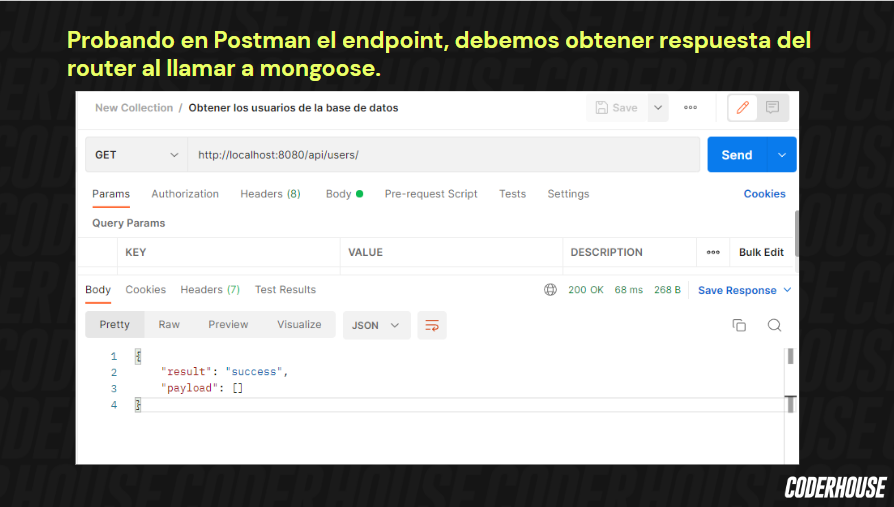 Probando en Postman el endpoint, debemos obtener respuesta del
router al llamar a mongoose.
New Collection / Obtener los usuarios de la base de datos
Save
GET
http://localhost:8080/api/users/
Send
Params Authorization Headers (8) Body Pre-request Script Tests Settings Cookies
Query Params
KEY VALUE DESCRIPTION Bulk Edit
Body Cookies Headers (7) Test Results 200 OK 68 ms 268 B Save Response
Pretty Raw Preview Visualize JSON
1 {
2 "result": "success",
3 "payload": []
4 }
CODERHOUSE